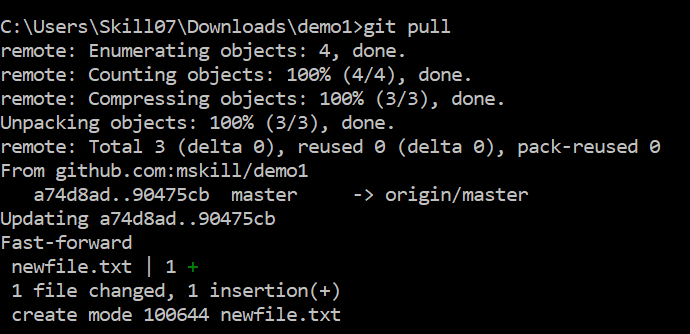 C:\Users\Skill07\Downloads\demo1>git pull
remote: Enumerating objects: 4, done.
remote: Counting objects: 100% (4/4), done.
remote: Compressing objects: 100% (3/3), done.
Unpacking objects: 100% (3/3), done.
remote: Total 3 (delta 0), reused 0 (delta 0), pack-reused 0
From github.com:mskill/demo1
   a74d8ad..90475cb  master     -> origin/master
Updating a74d8ad..90475cb
Fast-forward
 newfile.txt | 1 +
 1 file changed, 1 insertion(+)
 create mode 100644 newfile.txt